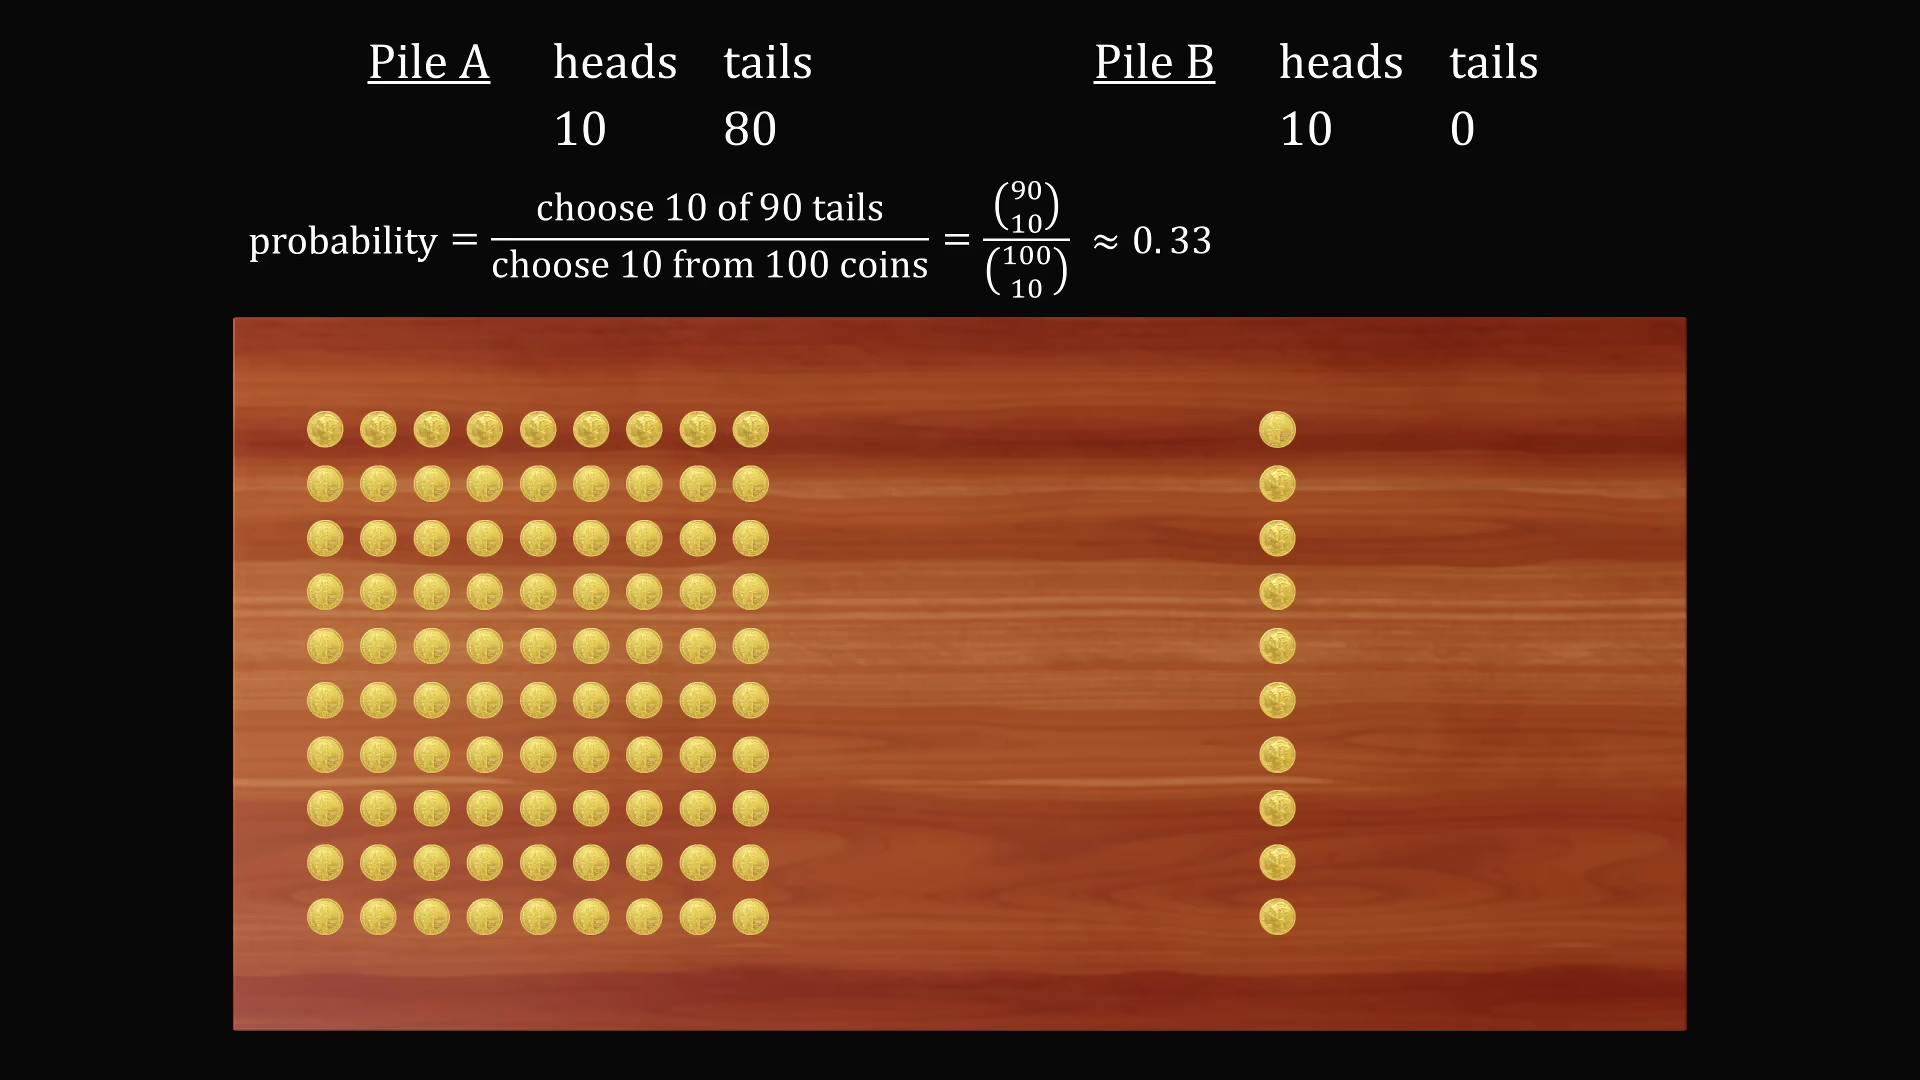 Pile A heads tails Pile B heads tails
10 80 10 0
probability = choose 10 of 90 tails / choose 10 from 100 coins = (90 10) / (100 10) ≈ 0.33